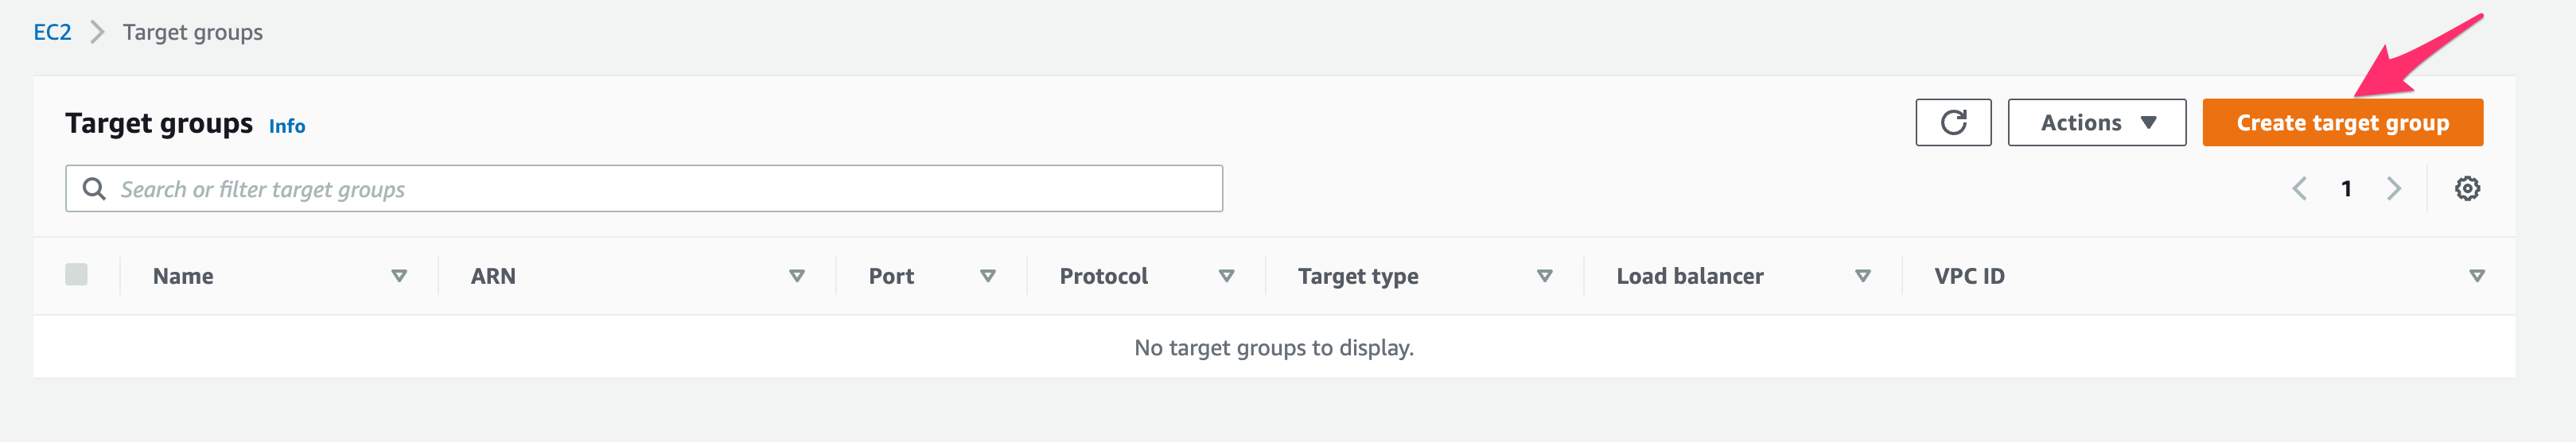 EC2 Target groups
Target groups Info
Actions Create target group
Search or filter target groups
1
Name ARN Port Protocol Target type Load balancer VPC ID
No target groups to display.